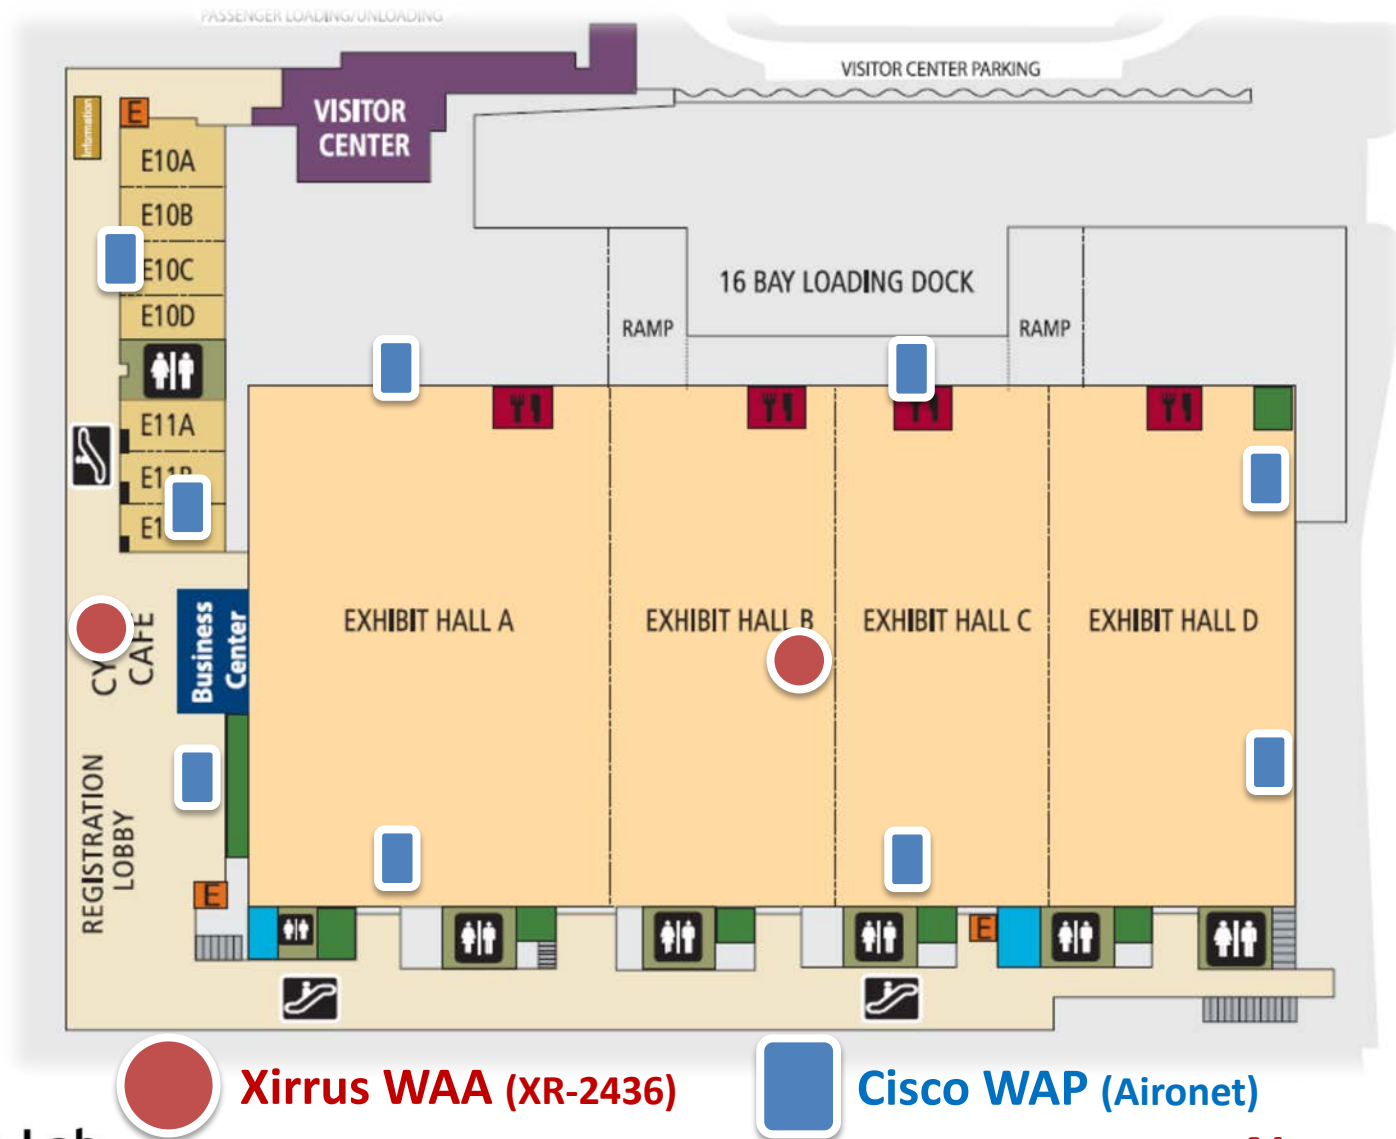 PASSENGER LOADING/UNLOADING
VISITOR CENTER PARKING
Information
E
VISITOR
CENTER
E10A
E10B
E10C
E10D
16 BAY LOADING DOCK
RAMP
RAMP
E11A
EXHIBIT HALL A
EXHIBIT HALL B
EXHIBIT HALL C
EXHIBIT HALL D
CAFE
Business
Center
REGISTRATION
LOBBY
E
E
Xirrus WAA (XR-2436)
Cisco WAP (Aironet)